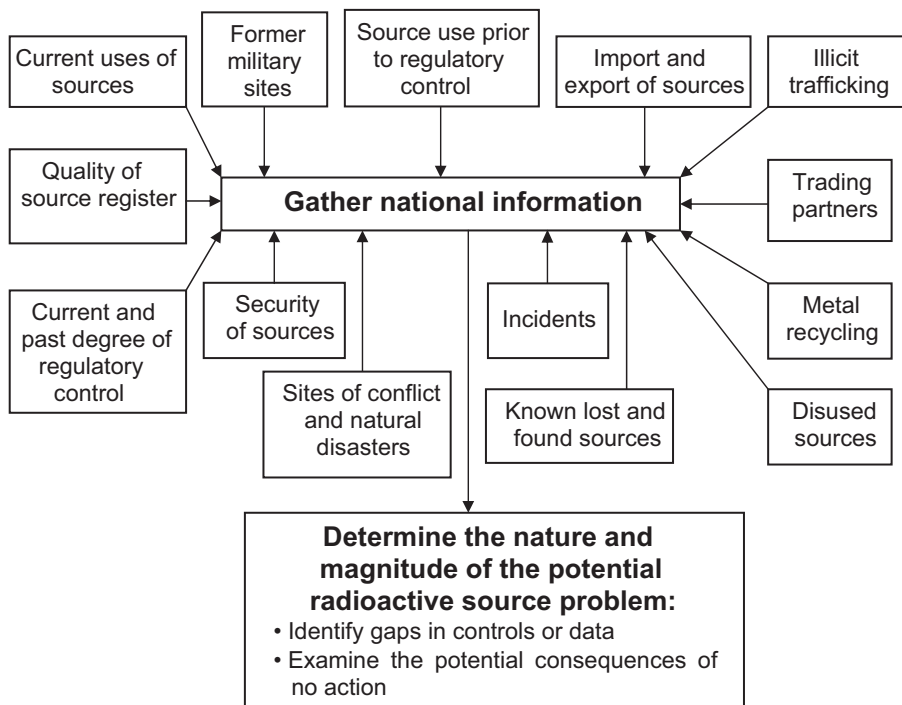 Current uses of
sources
Former
military
sites
Source use prior
to regulatory
control
Import and
export of sources
Illicit
trafficking
Quality of
source register
Gather national information
Trading
partners
Current and
past degree of
regulatory
control
Security
of sources
Sites of conflict
and natural
disasters
Incidents
Known lost and
found sources
Metal
recycling
Disused
sources
Determine the nature and
magnitude of the potential
radioactive source problem:
• Identify gaps in controls or data
• Examine the potential consequences of
no action